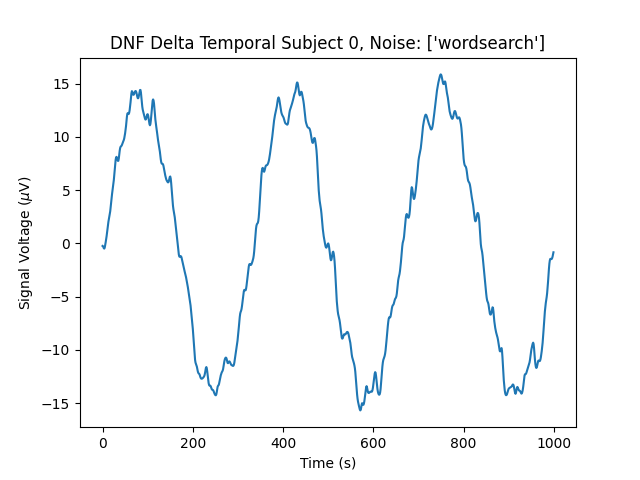 DNF Delta Temporal Subject 0, Noise: ['wordsearch']
Signal Voltage (μV)
15
10
5
0
−5
−10
−15
0 200 400 600 800 1000
Time (s)